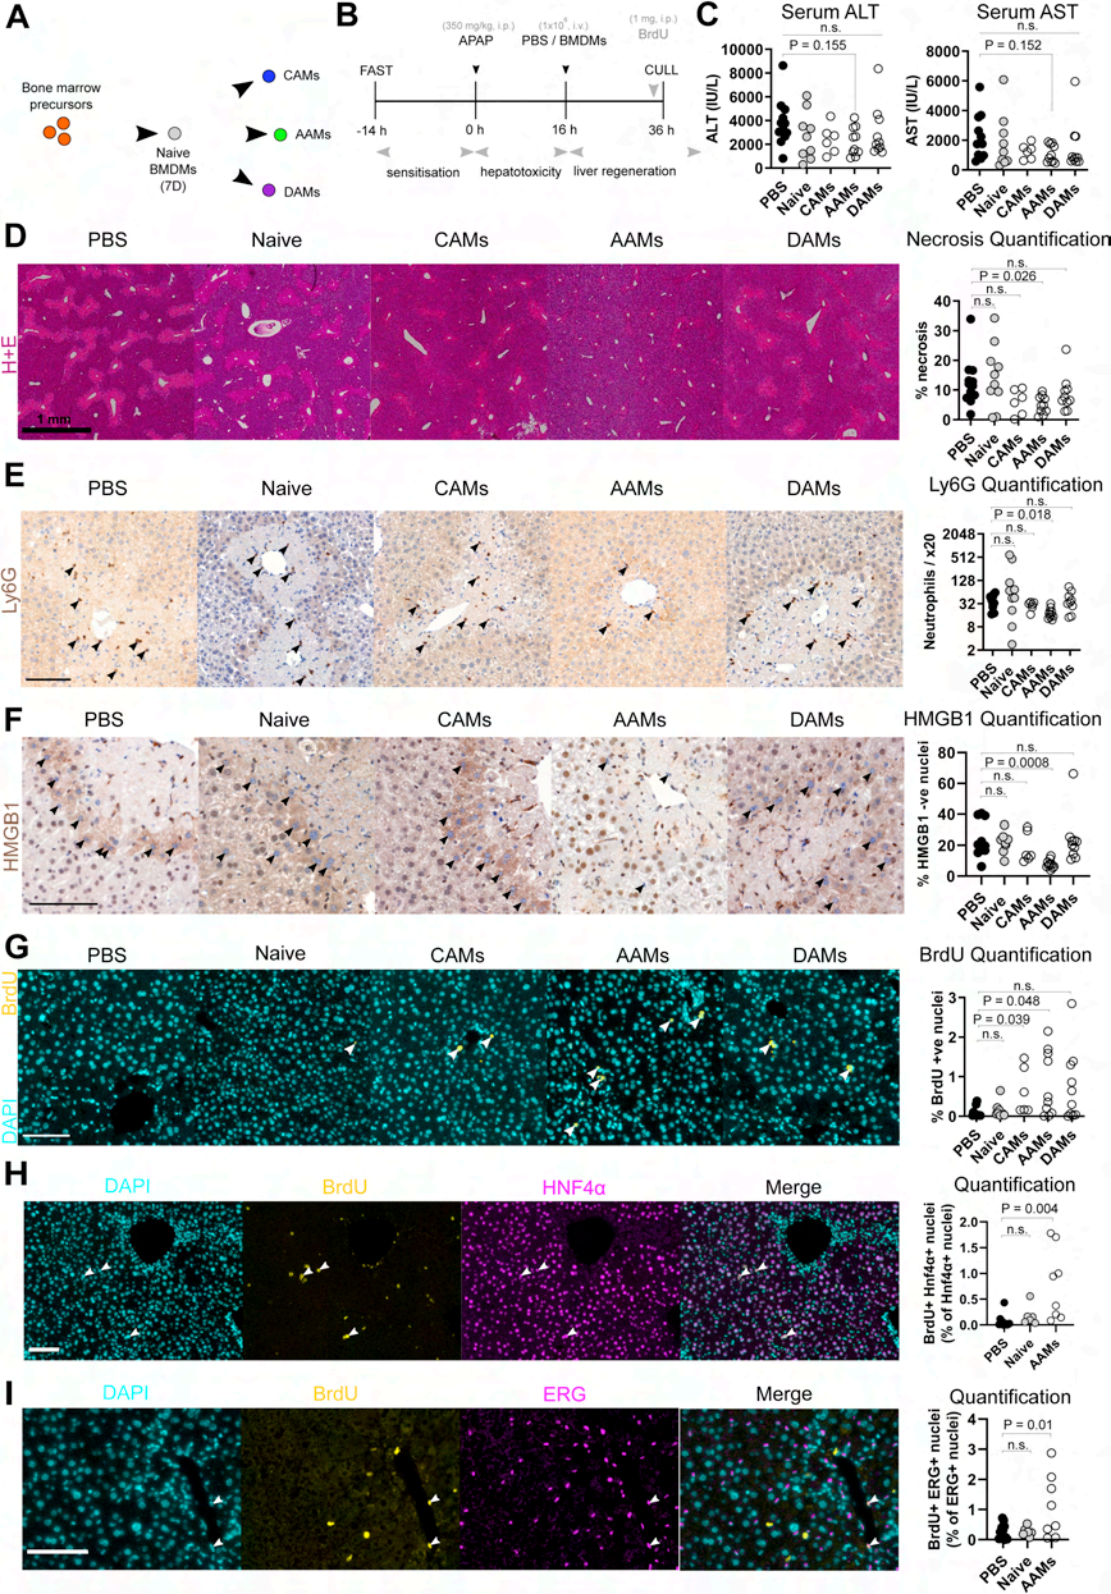 A
Bone marrow
precursors
Naive
BMDMs
(7D)
CAMs
AAMs
DAMs
B
(350 mg/kg, i.p.)
(1x10⁶, i.v.)
(1 mg, i.p.)
APAP
PBS / BMDMs
BrdU
FAST
CULL
-14 h
0 h
16 h
36 h
sensitisation
hepatotoxicity
liver regeneration
C
Serum ALT
n.s.
P = 0.155
ALT (IU/L)
10000
8000
6000
4000
2000
0
PBS
Naive
CAMs
AAMs
DAMs
Serum AST
n.s.
P = 0.152
AST (IU/L)
8000
6000
4000
2000
0
PBS
Naive
CAMs
AAMs
DAMs
D
PBS
Naive
CAMs
AAMs
DAMs
H+E
1 mm
Necrosis Quantification
n.s.
P = 0.026
n.s.
n.s.
% necrosis
40
30
20
10
0
PBS
Naive
CAMs
AAMs
DAMs
E
PBS
Naive
CAMs
AAMs
DAMs
Ly6G
Ly6G Quantification
n.s.
P = 0.018
n.s.
n.s.
Neutrophils / x20
2048
512
128
32
8
2
PBS
Naive
CAMs
AAMs
DAMs
F
PBS
Naive
CAMs
AAMs
DAMs
HMGB1
HMGB1 Quantification
n.s.
P = 0.0008
n.s.
n.s.
% HMGB1 -ve nuclei
80
60
40
20
0
PBS
Naive
CAMs
AAMs
DAMs
G
PBS
Naive
CAMs
AAMs
DAMs
BrdU
DAPI
BrdU Quantification
n.s.
P = 0.048
P = 0.039
n.s.
% BrdU +ve nuclei
3
2
1
0
PBS
Naive
CAMs
AAMs
DAMs
H
DAPI
BrdU
HNF4α
Merge
Quantification
P = 0.004
n.s.
BrdU+ Hnf4α+ nuclei
(% of Hnf4α+ nuclei)
2.0
1.5
1.0
0.5
0.0
PBS
Naive
AAMs
I
DAPI
BrdU
ERG
Merge
Quantification
P = 0.01
n.s.
BrdU+ ERG+ nuclei
(% of ERG+ nuclei)
4
3
2
1
0
PBS
Naive
AAMs